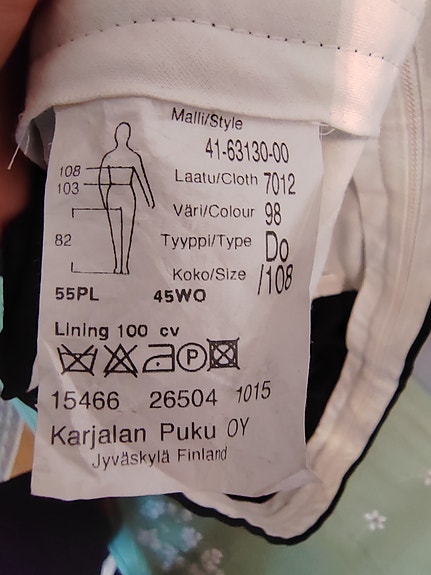 Malli/Style
41-63130-00
Laatu/Cloth 7012
Väri/Colour 98
Tyyppi/Type Do
Koko/Size /108
108
103
82
55PL 45WO
Lining 100 cv
P
15466 26504 1015
Karjalan Puku OY
Jyväskylä Finland